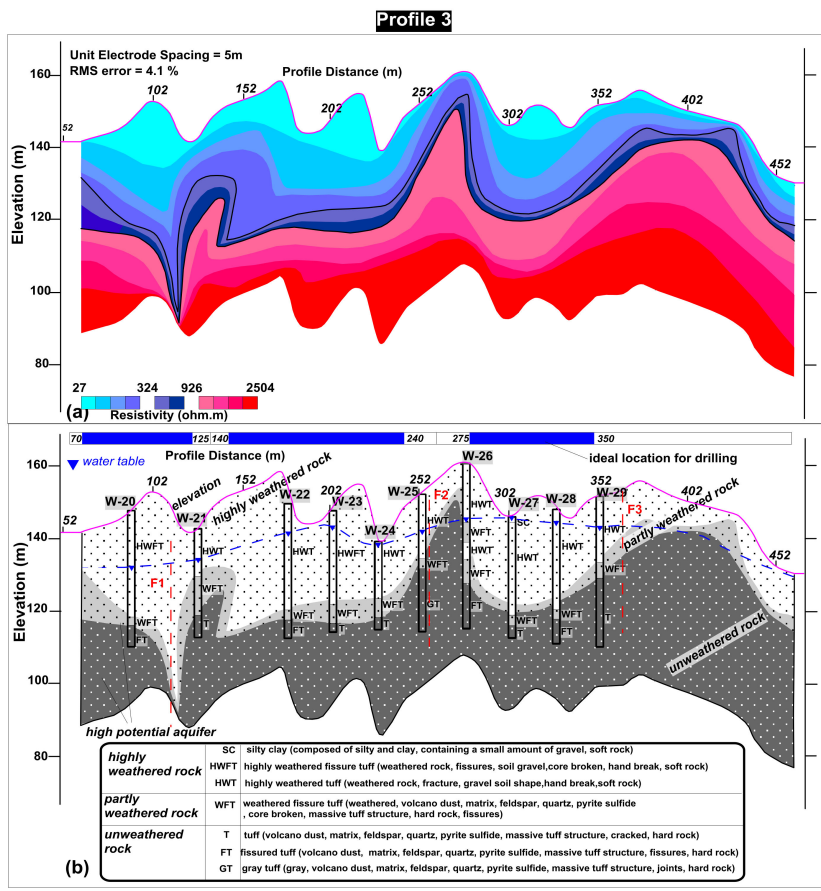 Profile 3
Unit Electrode Spacing = 5m
RMS error = 4.1 %
Profile Distance (m)
52
102
152
202
252
302
352
402
452
Elevation (m)
160
140
120
100
80
27 324 926 2504
Resistivity (ohm.m)
(a)
70 125 140 240 275 350
water table
Profile Distance (m)
ideal location for drilling
52
102
152
202
252
302
352
402
452
elevation
highly weathered rock
partly weathered rock
unweathered rock
high potential aquifer
Elevation (m)
160
140
120
100
80
W-20
HWFT
WFT
FT
F1
W-21
HWT
WFT
T
W-22
HWT
WFT
FT
W-23
HWFT
WFT
T
W-24
HWT
WFT
T
W-25
HWT
WFT
GT
F2
W-26
HWT
HWT
WFT
HWT
WFT
FT
W-27
SC
HWT
WFT
T
W-28
HWT
WFT
FT
W-29
HWT
WFT
T
F3
highly
weathered rock
SC silty clay (composed of silty and clay, containing a small amount of gravel, soft rock)
HWFT highly weathered fissure tuff (weathered rock, fissures, soil gravel,core broken, hand break, soft rock)
HWT highly weathered tuff (weathered rock, fracture, gravel soil shape,hand break,soft rock)
partly
weathered rock
WFT weathered fissure tuff (weathered, volcano dust, matrix, feldspar, quartz, pyrite sulfide
, core broken, massive tuff structure, hard rock, fissures)
unweathered
rock
T tuff (volcano dust, matrix, feldspar, quartz, pyrite sulfide, massive tuff structure, cracked, hard rock)
FT fissured tuff (volcano dust, matrix, feldspar, quartz, pyrite sulfide, massive tuff structure, fissures, hard rock)
GT gray tuff (gray, volcano dust, matrix, feldspar, quartz, pyrite sulfide, massive structure, joints, hard rock)
(b)